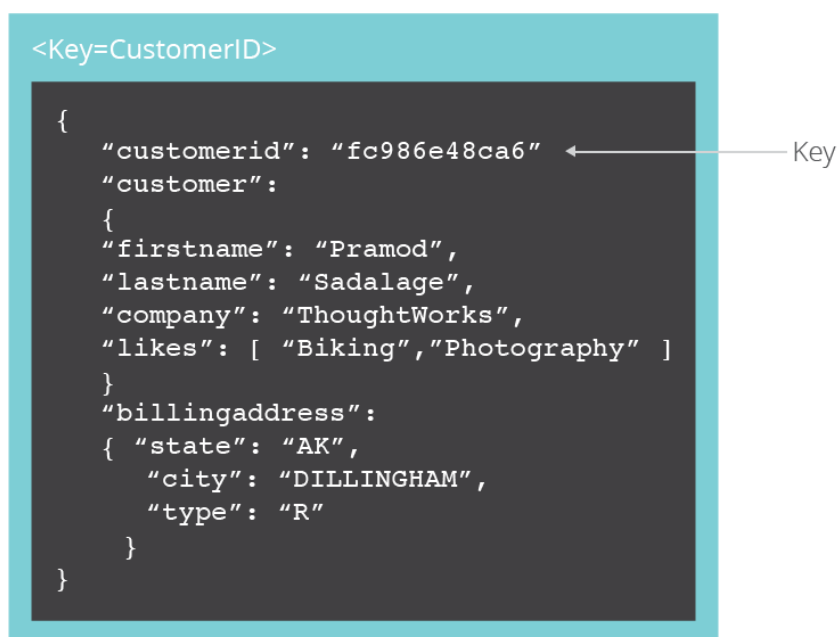 <Key=CustomerID>
{
“customerid”: “fc986e48ca6” Key
“customer”:
{
“firstname”: “Pramod”,
“lastname”: “Sadalage”,
“company”: “ThoughtWorks”,
“likes”: [ “Biking”,”Photography” ]
}
“billingaddress”:
{ “state”: “AK”,
“city”: “DILLINGHAM”,
“type”: “R”
}
}